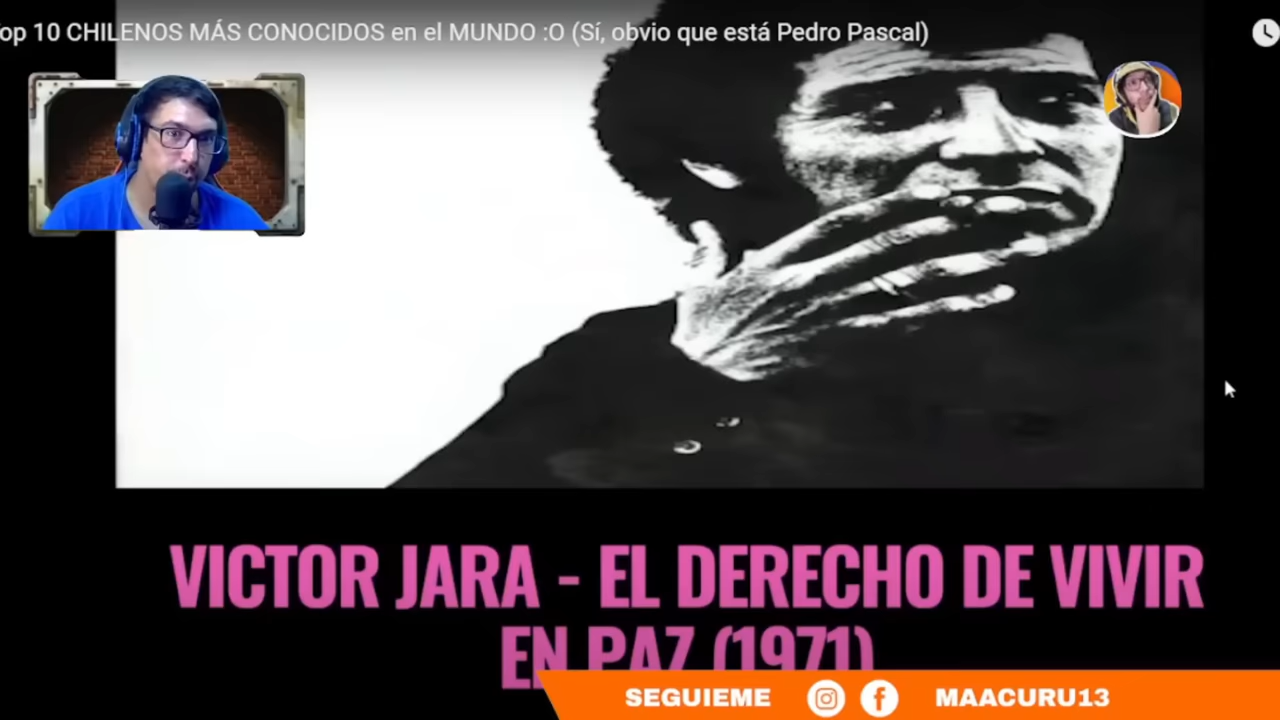 op 10 CHILENOS MÁS CONOCIDOS en el MUNDO :O (Sí, obvio que está Pedro Pascal)
VICTOR JARA - EL DERECHO DE VIVIR
EN PAZ (1971)
SEGUIEME MAACURU13